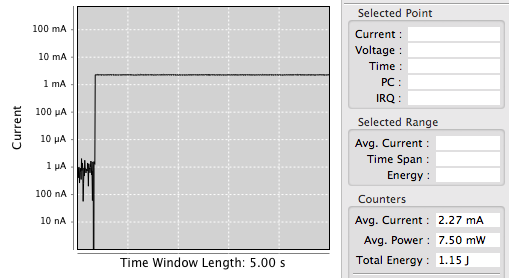 Current
100 mA
10 mA
1 mA
100 µA
10 µA
1 µA
100 nA
10 nA
Time Window Length: 5.00 s
Selected Point
Current :
Voltage :
Time :
PC :
IRQ :
Selected Range
Avg. Current :
Time Span :
Energy :
Counters
Avg. Current : 2.27 mA
Avg. Power : 7.50 mW
Total Energy : 1.15 J